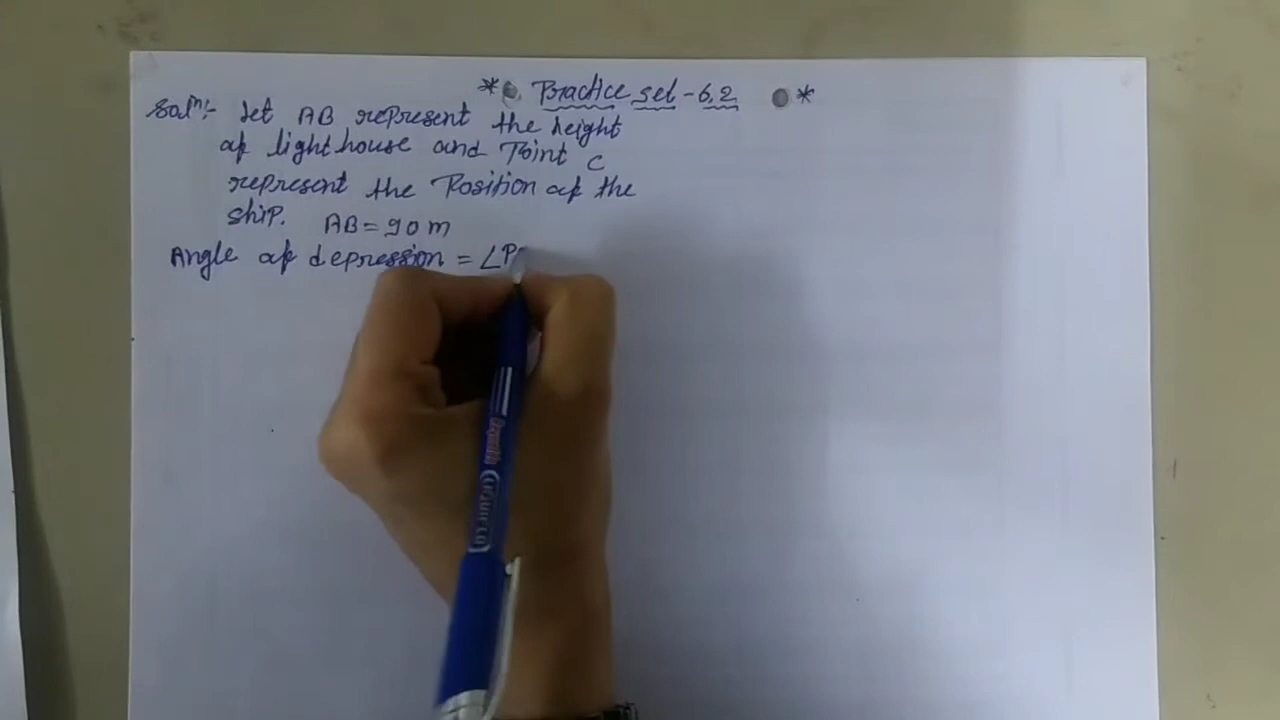 * Practice set - 6.2 *
Solⁿ:- Let AB represent the height
of light house and Point C
represent the Position of the
ship. AB = 90 m
Angle of depression = ∠P